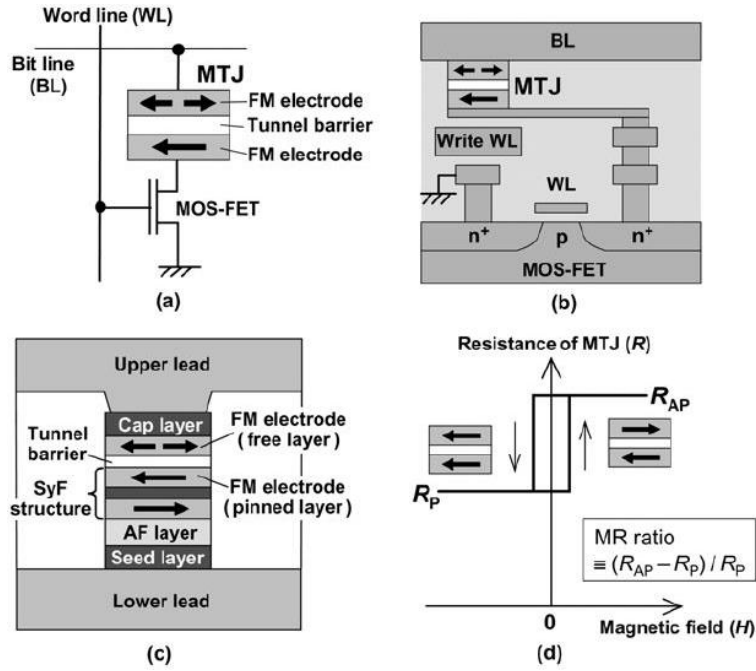 Word line (WL)
Bit line
(BL)
MTJ
FM electrode
Tunnel barrier
FM electrode
MOS-FET
(a)
BL
MTJ
Write WL
WL
n+
p
n+
MOS-FET
(b)
Upper lead
Cap layer
FM electrode
(free layer)
Tunnel
barrier
SyF
structure
FM electrode
(pinned layer)
AF layer
Seed layer
Lower lead
(c)
Resistance of MTJ (R)
RAP
RP
MR ratio
≡ (RAP − RP) / RP
0
Magnetic field (H)
(d)